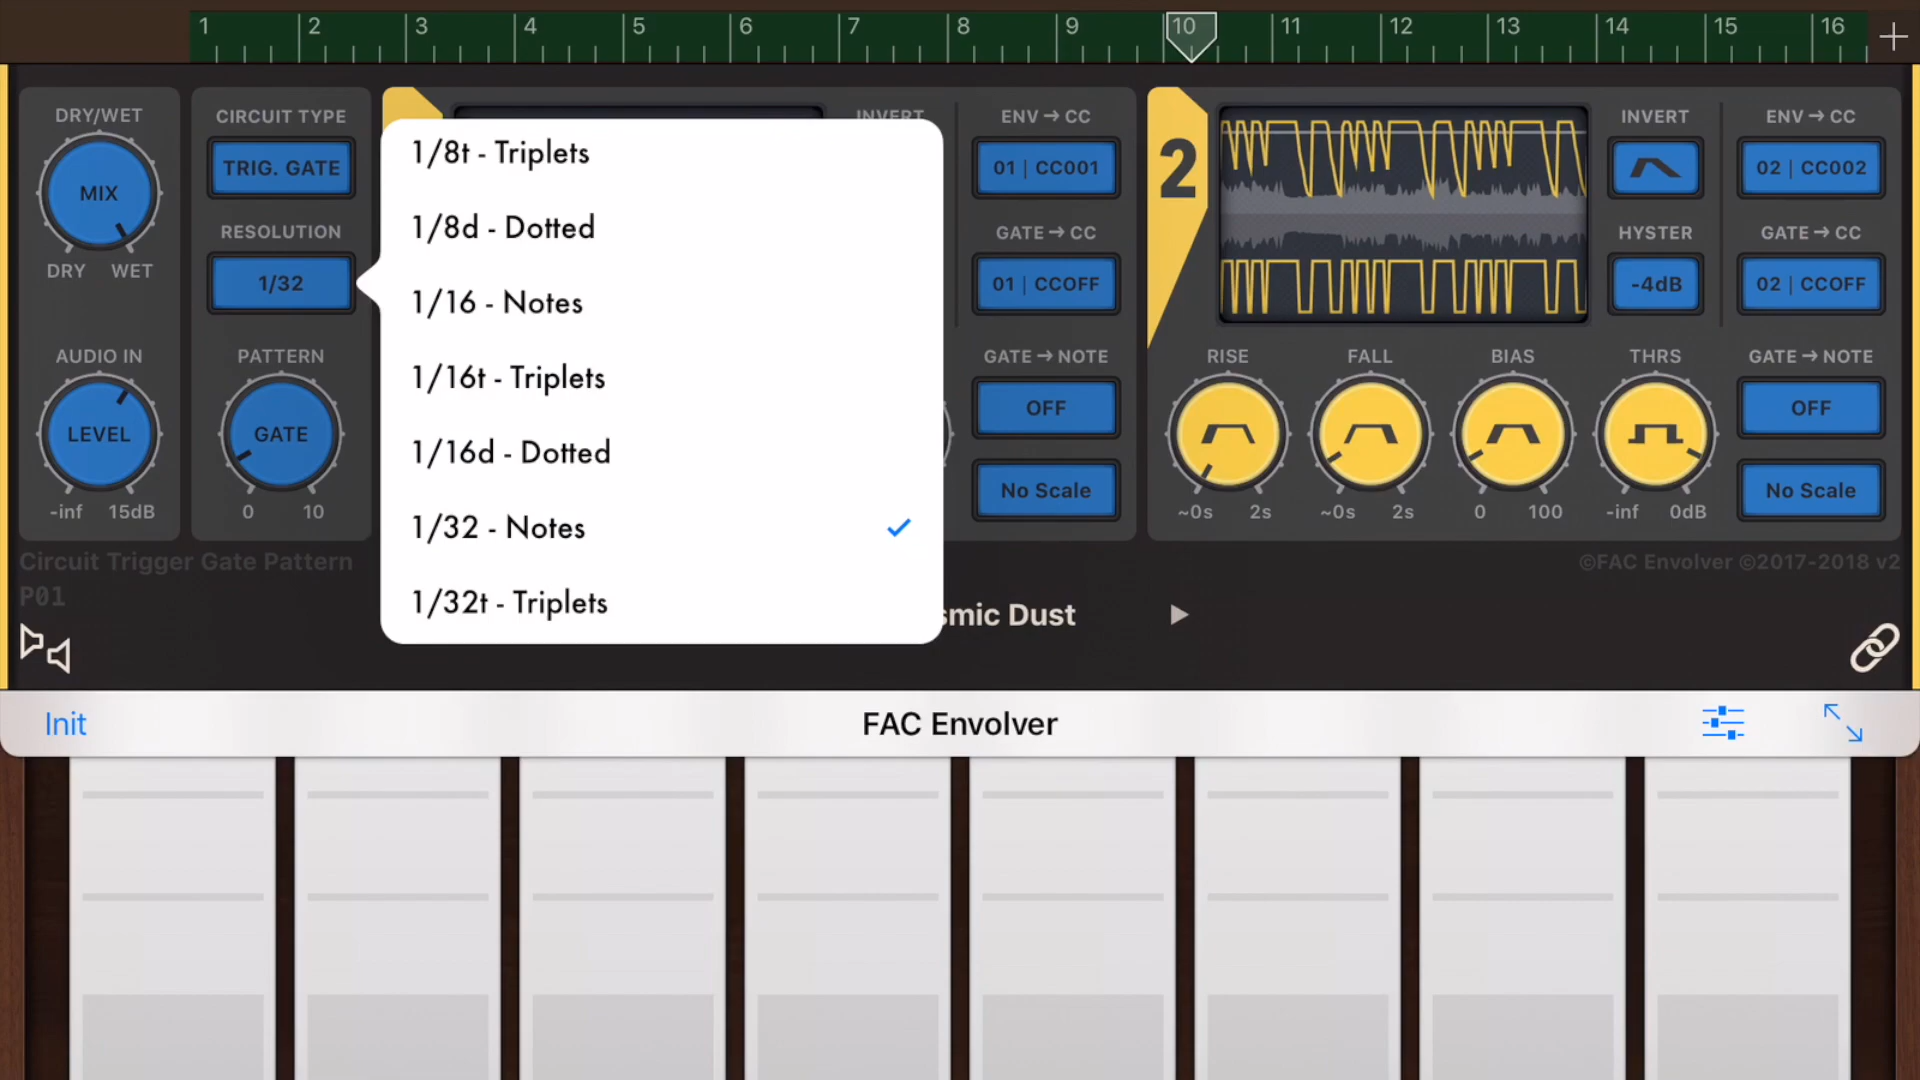 1 2 3 4 5 6 7 8 9 10 11 12 13 14 15 16
DRY/WET
MIX
DRY WET
AUDIO IN
LEVEL
-inf 15dB
CIRCUIT TYPE
TRIG. GATE
RESOLUTION
1/32
PATTERN
GATE
0 10
1/8t - Triplets
1/8d - Dotted
1/16 - Notes
1/16t - Triplets
1/16d - Dotted
1/32 - Notes
1/32t - Triplets
INVERT
ENV→CC
01 | CC001
GATE→CC
01 | CCOFF
GATE→NOTE
OFF
No Scale
2
INVERT
HYSTER
-4dB
ENV→CC
02 | CC002
GATE→CC
02 | CCOFF
RISE FALL BIAS THRS
~0s 2s ~0s 2s 0 100 -inf 0dB
GATE→NOTE
OFF
No Scale
Circuit Trigger Gate Pattern
P01
©FAC Envolver ©2017-2018 v2
smic Dust
Init
FAC Envolver